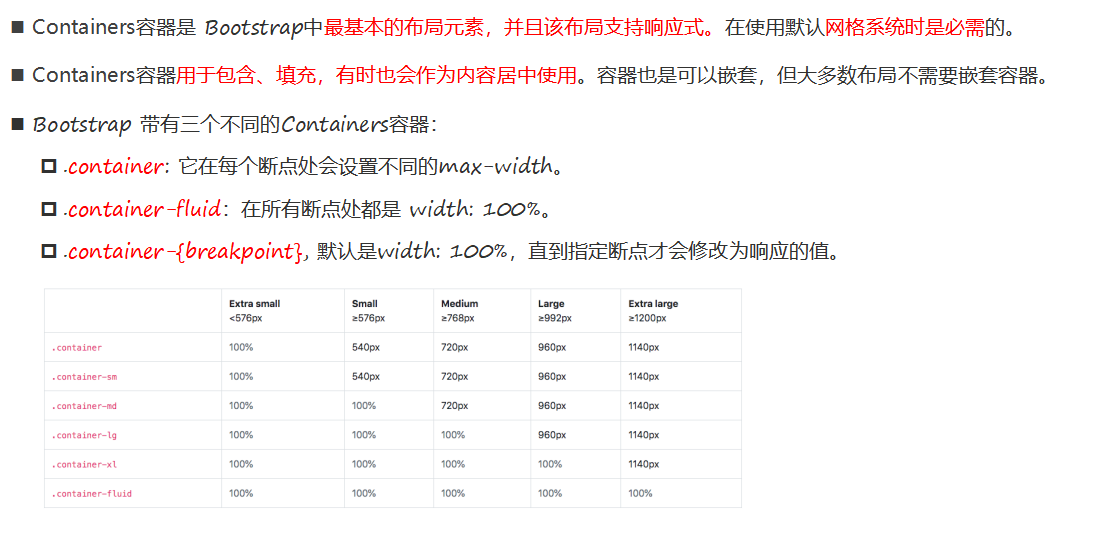 ■ Containers容器是 Bootstrap中最基本的布局元素，并且该布局支持响应式。在使用默认网格系统时是必需的。
■ Containers容器用于包含、填充，有时也会作为内容居中使用。容器也是可以嵌套，但大多数布局不需要嵌套容器。
■ Bootstrap 带有三个不同的Containers容器：
.container: 它在每个断点处会设置不同的max-width。
.container-fluid：在所有断点处都是 width: 100%。
.container-{breakpoint}, 默认是width: 100%，直到指定断点才会修改为响应的值。
Extra small Small Medium Large Extra large
<576px ≥576px ≥768px ≥992px ≥1200px
.container 100% 540px 720px 960px 1140px
.container-sm 100% 540px 720px 960px 1140px
.container-md 100% 100% 720px 960px 1140px
.container-lg 100% 100% 100% 960px 1140px
.container-xl 100% 100% 100% 100% 1140px
.container-fluid 100% 100% 100% 100% 100%